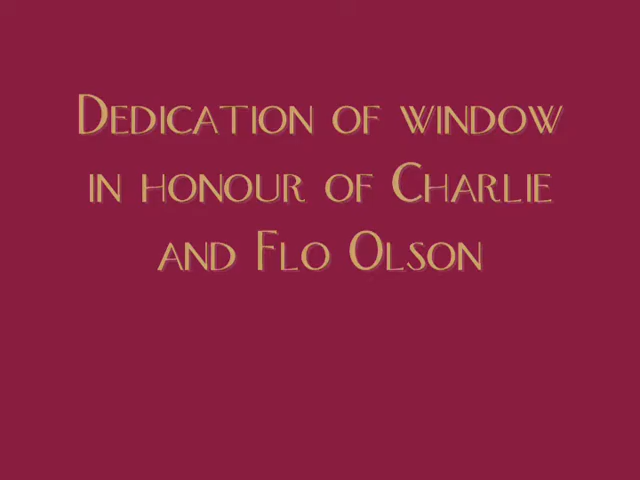 Dedication of window
in honour of Charlie
and Flo Olson